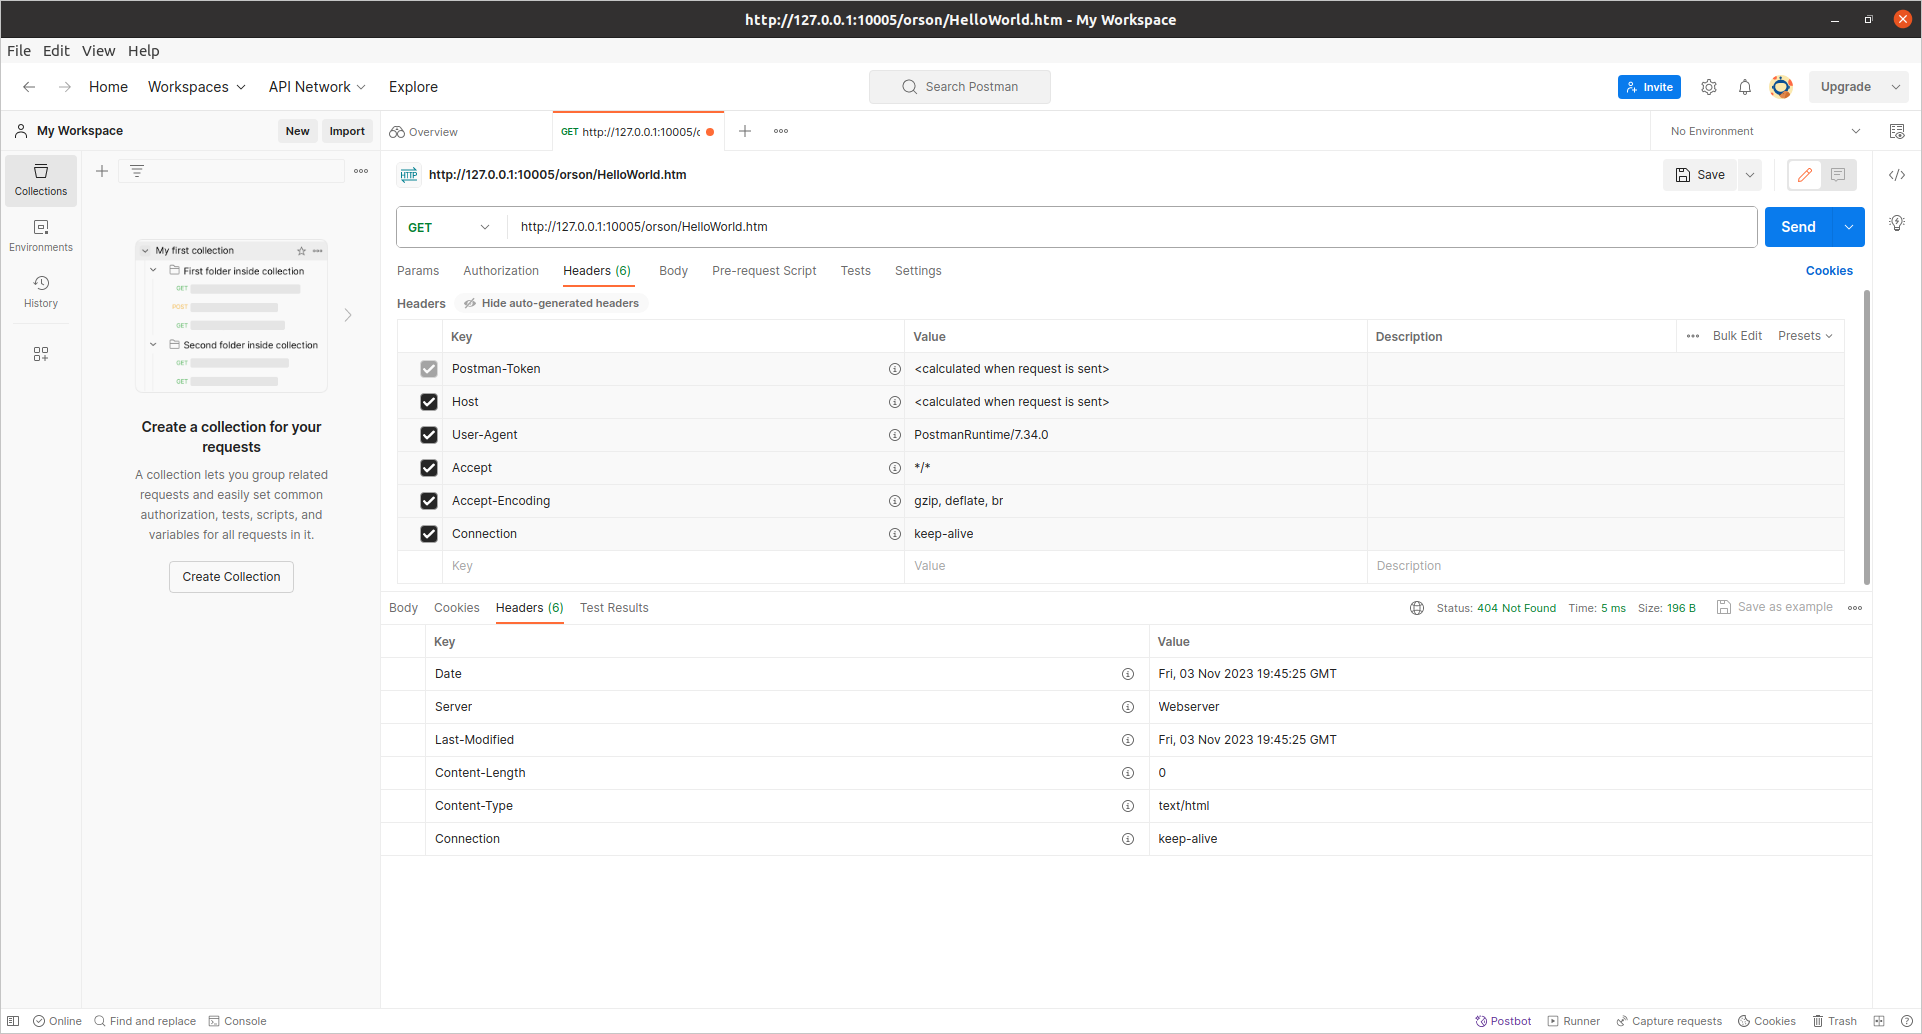 http://127.0.0.1:10005/orson/HelloWorld.htm - My Workspace
File Edit View Help
Home Workspaces API Network Explore
Search Postman
Invite
Upgrade
My Workspace
New Import
Overview
GET http://127.0.0.1:10005/
No Environment
Collections
Environments
History
My first collection
First folder inside collection
GET
POST
GET
Second folder inside collection
GET
GET
Create a collection for your
requests
A collection lets you group related
requests and easily set common
authorization, tests, scripts, and
variables for all requests in it.
Create Collection
HTTP http://127.0.0.1:10005/orson/HelloWorld.htm
Save
GET http://127.0.0.1:10005/orson/HelloWorld.htm
Send
Params Authorization Headers (6) Body Pre-request Script Tests Settings
Cookies
Headers Hide auto-generated headers
Key Value Description Bulk Edit Presets
Postman-Token <calculated when request is sent>
Host <calculated when request is sent>
User-Agent PostmanRuntime/7.34.0
Accept */*
Accept-Encoding gzip, deflate, br
Connection keep-alive
Key Value Description
Body Cookies Headers (6) Test Results
Status: 404 Not Found Time: 5 ms Size: 196 B Save as example
Key Value
Date Fri, 03 Nov 2023 19:45:25 GMT
Server Webserver
Last-Modified Fri, 03 Nov 2023 19:45:25 GMT
Content-Length 0
Content-Type text/html
Connection keep-alive
Online Find and replace Console
Postbot Runner Capture requests Cookies Trash